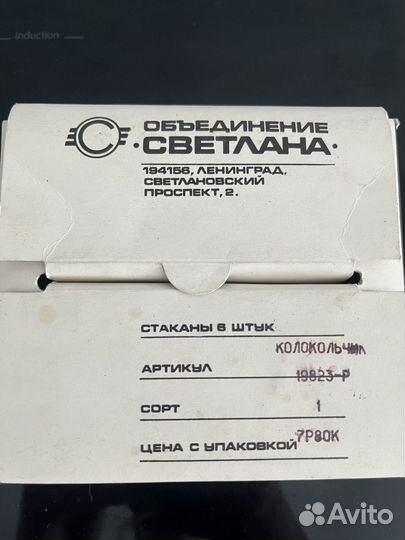 induction
ОБЪЕДИНЕНИЕ
·СВЕТЛАНА·
194156, ЛЕНИНГРАД,
СВЕТЛАНОВСКИЙ
ПРОСПЕКТ, 2.
СТАКАНЫ 6 ШТУК
КОЛОКОЛЬЧИК
АРТИКУЛ 19823-Р
СОРТ 1
ЦЕНА С УПАКОВКОЙ 7Р80К
Avito